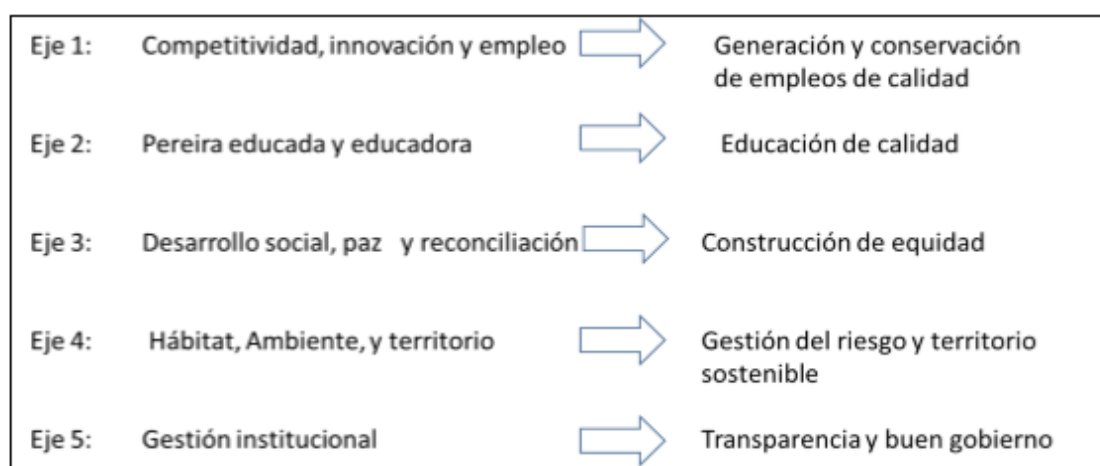 Eje 1: Competitividad, innovación y empleo Generación y conservación
de empleos de calidad
Eje 2: Pereira educada y educadora Educación de calidad
Eje 3: Desarrollo social, paz y reconciliación Construcción de equidad
Eje 4: Hábitat, Ambiente, y territorio Gestión del riesgo y territorio
sostenible
Eje 5: Gestión institucional Transparencia y buen gobierno